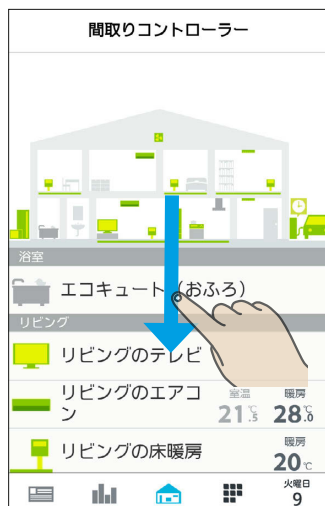 間取りコントローラー
浴室
エコキュート（おふろ）
リビング
リビングのテレビ
リビングのエアコ
ン
室温
21.5℃
暖房
28.0℃
リビングの床暖房
暖房
20℃
火曜日
9